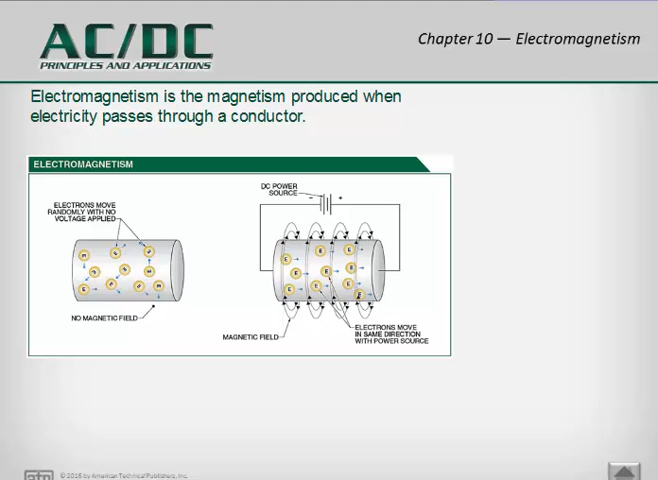 AC/DC
PRINCIPLES AND APPLICATIONS
Chapter 10 — Electromagnetism
Electromagnetism is the magnetism produced when
electricity passes through a conductor.
ELECTROMAGNETISM
ELECTRONS MOVE
RANDOMLY WITH NO
VOLTAGE APPLIED
NO MAGNETIC FIELD
DC POWER
SOURCE
- +
E E E E E E E E E
MAGNETIC FIELD
ELECTRONS MOVE
IN SAME DIRECTION
WITH POWER SOURCE
atp
© 2016 by American Technical Publishers, Inc.